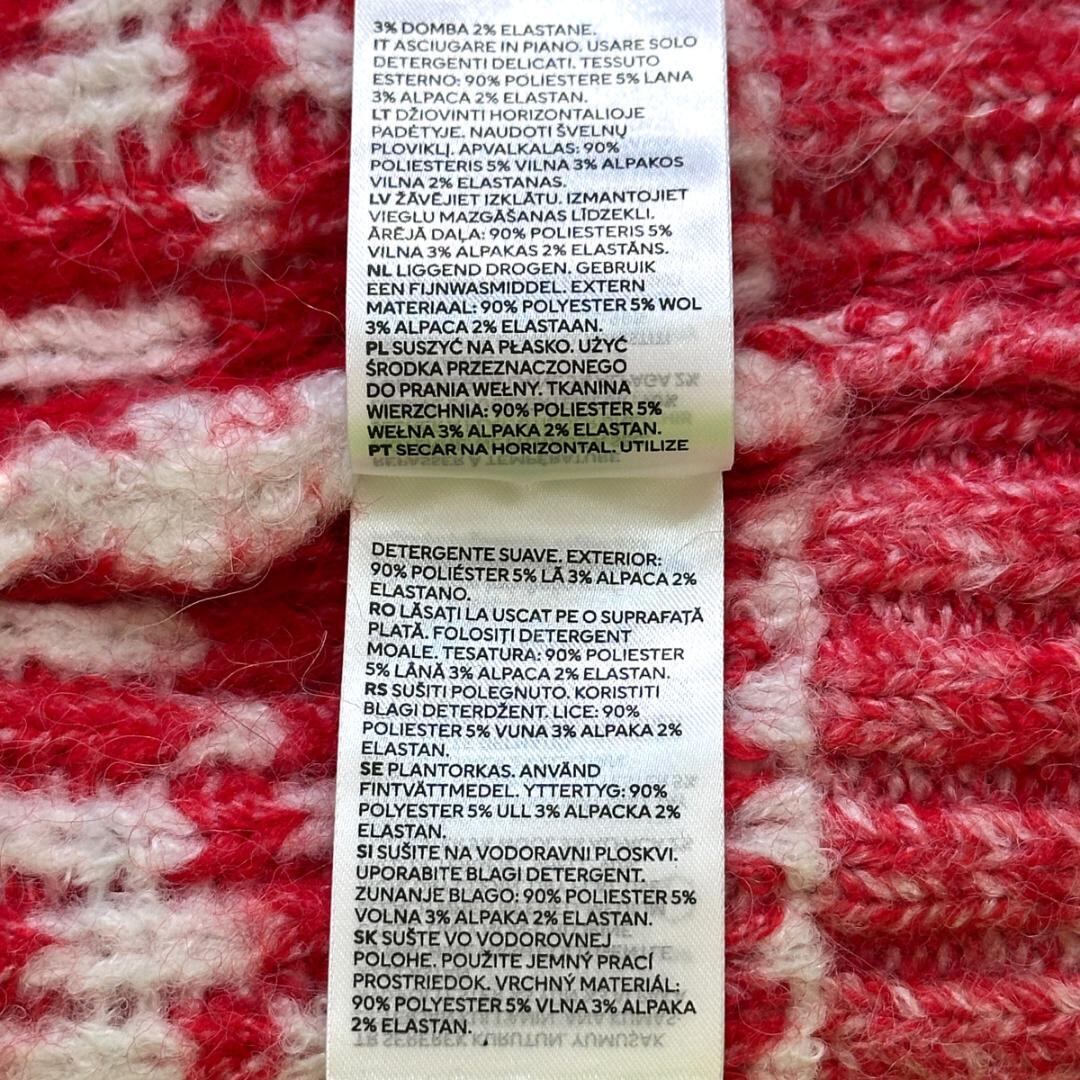 3% DOMBA 2% ELASTANE.
IT ASCIUGARE IN PIANO. USARE SOLO
DETERGENTI DELICATI. TESSUTO
ESTERNO: 90% POLIESTERE 5% LANA
3% ALPACA 2% ELASTAN.
LT DŽIOVINTI HORIZONTALIOJE
PADĖTYJE. NAUDOTI ŠVELNŲ
PLOVIKLĮ. APVALKALAS: 90%
POLIESTERIS 5% VILNA 3% ALPAKOS
VILNA 2% ELASTANAS.
LV ŽĀVĒJIET IZKLĀTU. IZMANTOJIET
VIEGLU MAZGĀŠANAS LĪDZEKLI.
ĀRĒJĀ DAĻA: 90% POLIESTERIS 5%
VILNA 3% ALPAKAS 2% ELASTĀNS.
NL LIGGEND DROGEN. GEBRUIK
EEN FIJNWASMIDDEL. EXTERN
MATERIAAL: 90% POLYESTER 5% WOL
3% ALPACA 2% ELASTAAN.
PL SUSZYĆ NA PŁASKO. UŻYĆ
ŚRODKA PRZEZNACZONEGO
DO PRANIA WEŁNY. TKANINA
WIERZCHNIA: 90% POLIESTER 5%
WEŁNA 3% ALPAKA 2% ELASTAN.
PT SECAR NA HORIZONTAL. UTILIZE
REPASSER À TEMPÉRATURE
DETERGENTE SUAVE. EXTERIOR:
90% POLIÉSTER 5% LÃ 3% ALPACA 2%
ELASTANO.
RO LĂSAŢI LA USCAT PE O SUPRAFAŢĂ
PLATĂ. FOLOSIŢI DETERGENT
MOALE. TESATURA: 90% POLIESTER
5% LÂNĂ 3% ALPACA 2% ELASTAN.
RS SUŠITI POLEGNUTO. KORISTITI
BLAGI DETERDŽENT. LICE: 90%
POLIESTER 5% VUNA 3% ALPAKA 2%
ELASTAN.
SE PLANTORKAS. ANVÄND
FINTVÄTTMEDEL. YTTERTYG: 90%
POLYESTER 5% ULL 3% ALPACKA 2%
ELASTAN.
SI SUŠITE NA VODORAVNI PLOSKVI.
UPORABITE BLAGI DETERGENT.
ZUNANJE BLAGO: 90% POLIESTER 5%
VOLNA 3% ALPAKA 2% ELASTAN.
SK SUŠTE VO VODOROVNEJ
POLOHE. POUŽITE JEMNÝ PRACÍ
PROSTRIEDOK. VRCHNÝ MATERIÁL:
90% POLYESTER 5% VLNA 3% ALPAKA
2% ELASTAN.
TR SEREREK KURUTUN. YUMUŞAK